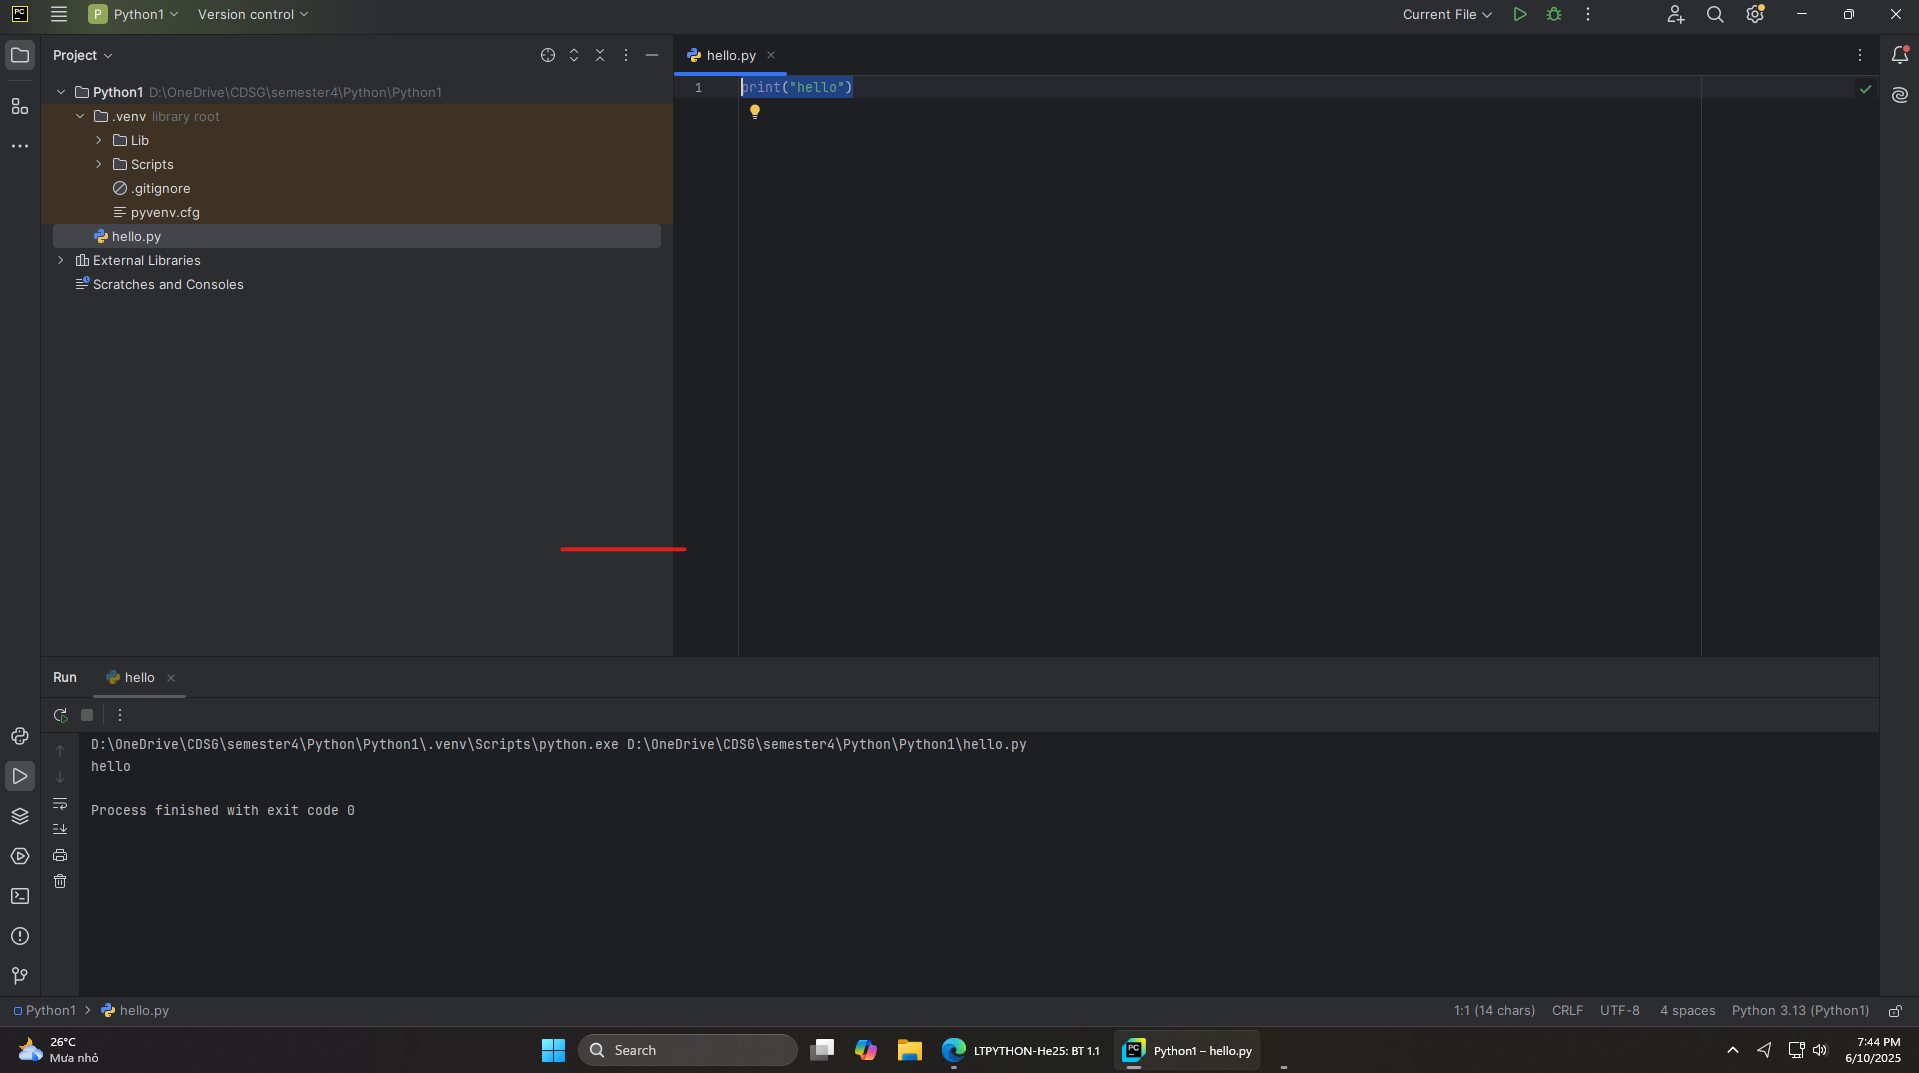 PC
P Python1 Version control Current File
Project
hello.py
Python1 D:\OneDrive\CDSG\semester4\Python\Python1
.venv library root
Lib
Scripts
.gitignore
pyvenv.cfg
hello.py
External Libraries
Scratches and Consoles
1 print("hello")
Run hello
D:\OneDrive\CDSG\semester4\Python\Python1\.venv\Scripts\python.exe D:\OneDrive\CDSG\semester4\Python\Python1\hello.py
hello
Process finished with exit code 0
Python1 hello.py 1:1 (14 chars) CRLF UTF-8 4 spaces Python 3.13 (Python1)
26°C
Mưa nhỏ
Search
LTPYTHON-He25: BT 1.1
PC
Python1 – hello.py
7:44 PM
6/10/2025